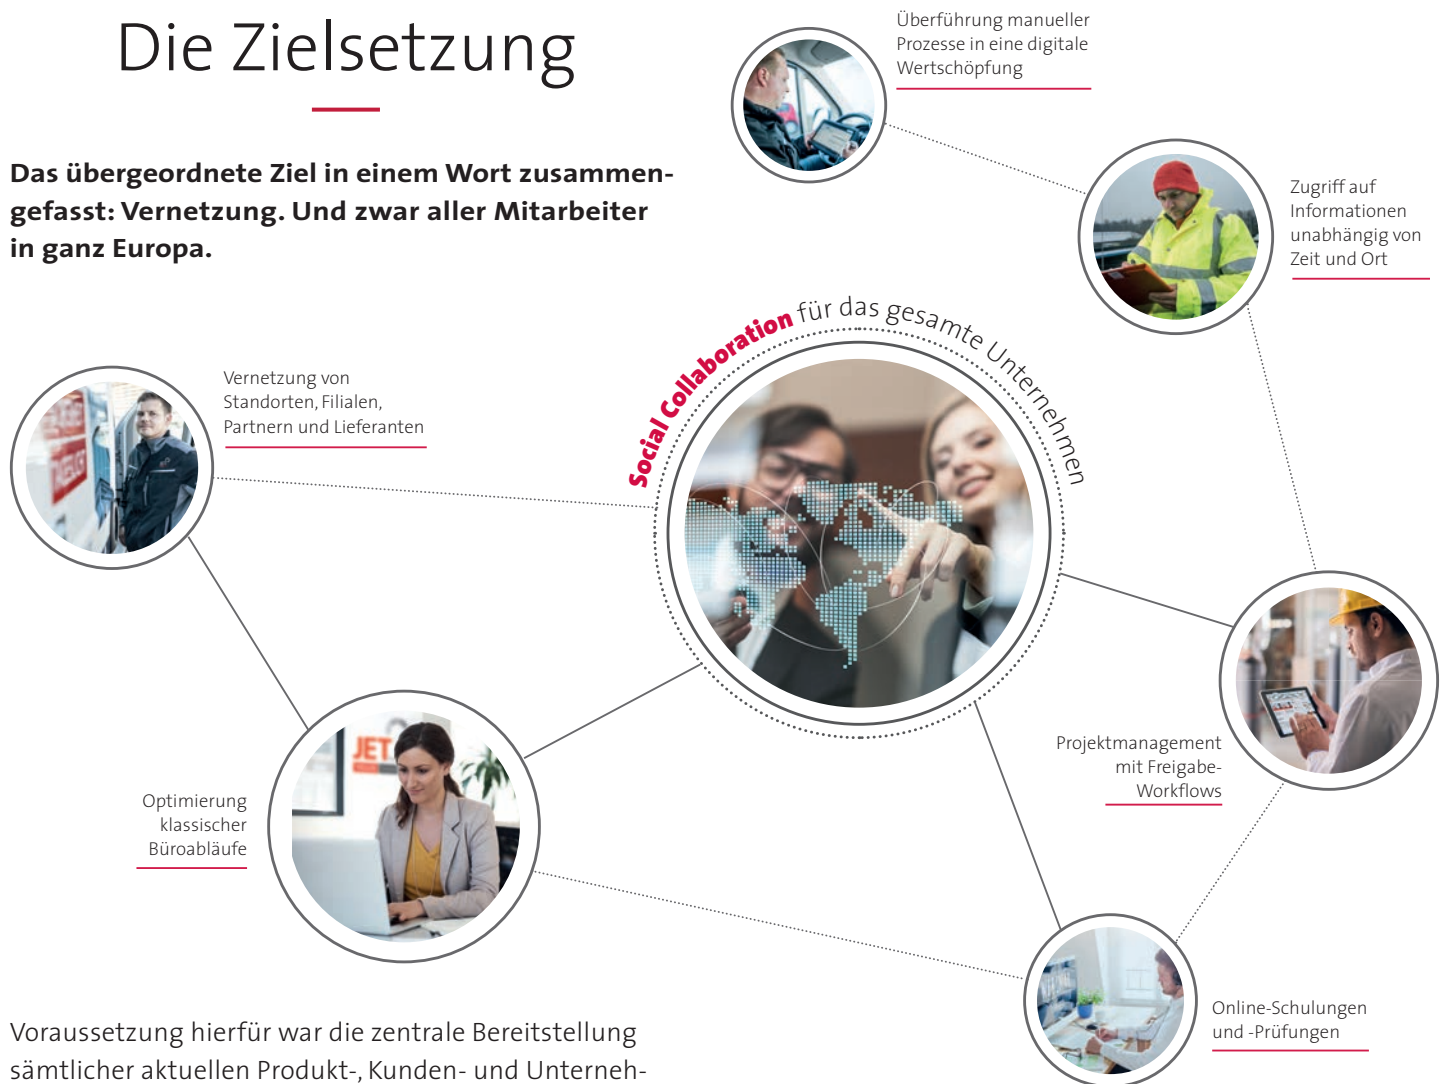 Die Zielsetzung
Das übergeordnete Ziel in einem Wort zusammen-
gefasst: Vernetzung. Und zwar aller Mitarbeiter
in ganz Europa.
Überführung manueller
Prozesse in eine digitale
Wertschöpfung
Zugriff auf
Informationen
unabhängig von
Zeit und Ort
Social Collaboration für das gesamte Unternehmen
Vernetzung von
Standorten, Filialen,
Partnern und Lieferanten
Projektmanagement
mit Freigabe-
Workflows
JET
Optimierung
klassischer
Büroabläufe
Online-Schulungen
und -Prüfungen
Voraussetzung hierfür war die zentrale Bereitstellung
sämtlicher aktuellen Produkt-, Kunden- und Unterneh-